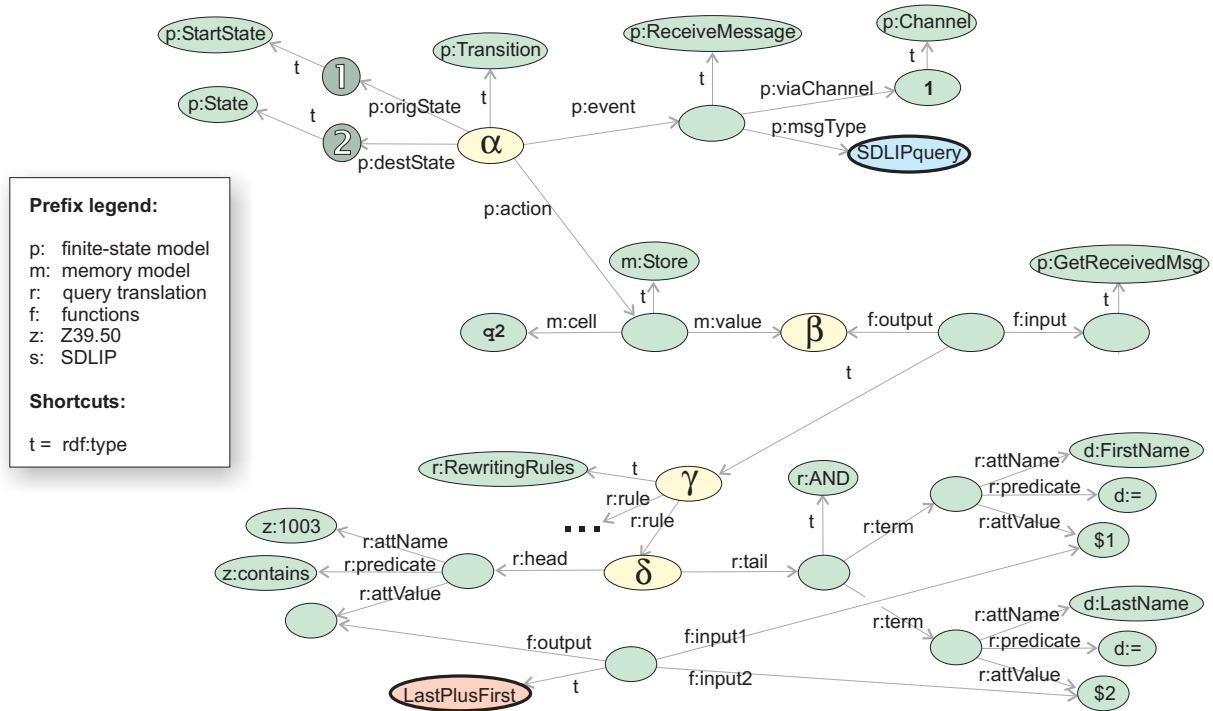 p:StartState
p:Transition
p:ReceiveMessage
p:Channel
t
t
t
t
1
p:State
t
p:origState
p:event
p:viaChannel
1
2
α
p:msgType
p:destState
SDLIPquery
Prefix legend:
p: finite-state model
m: memory model
r: query translation
f: functions
z: Z39.50
s: SDLIP
Shortcuts:
t = rdf:type
p:action
m:Store
p:GetReceivedMsg
t
t
q2
m:cell
m:value
β
f:output
f:input
t
r:RewritingRules
t
γ
r:AND
r:attName
d:FirstName
r:rule
...
r:rule
r:predicate
d:=
z:1003
t
r:term
r:attValue
$1
r:attName
r:head
δ
r:tail
z:contains
r:predicate
r:attValue
r:attName
d:LastName
r:term
f:output
f:input1
r:predicate
d:=
f:input2
r:attValue
LastPlusFirst
t
$2